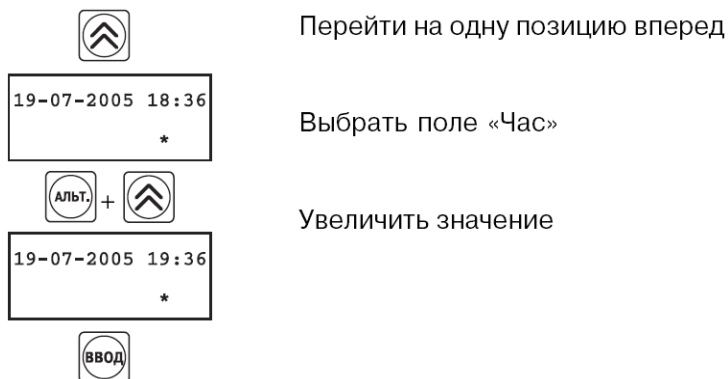 Перейти на одну позицию вперед
19-07-2005 18:36
*
Выбрать поле «Час»
АЛЬТ. +
Увеличить значение
19-07-2005 19:36
*
ВВОД